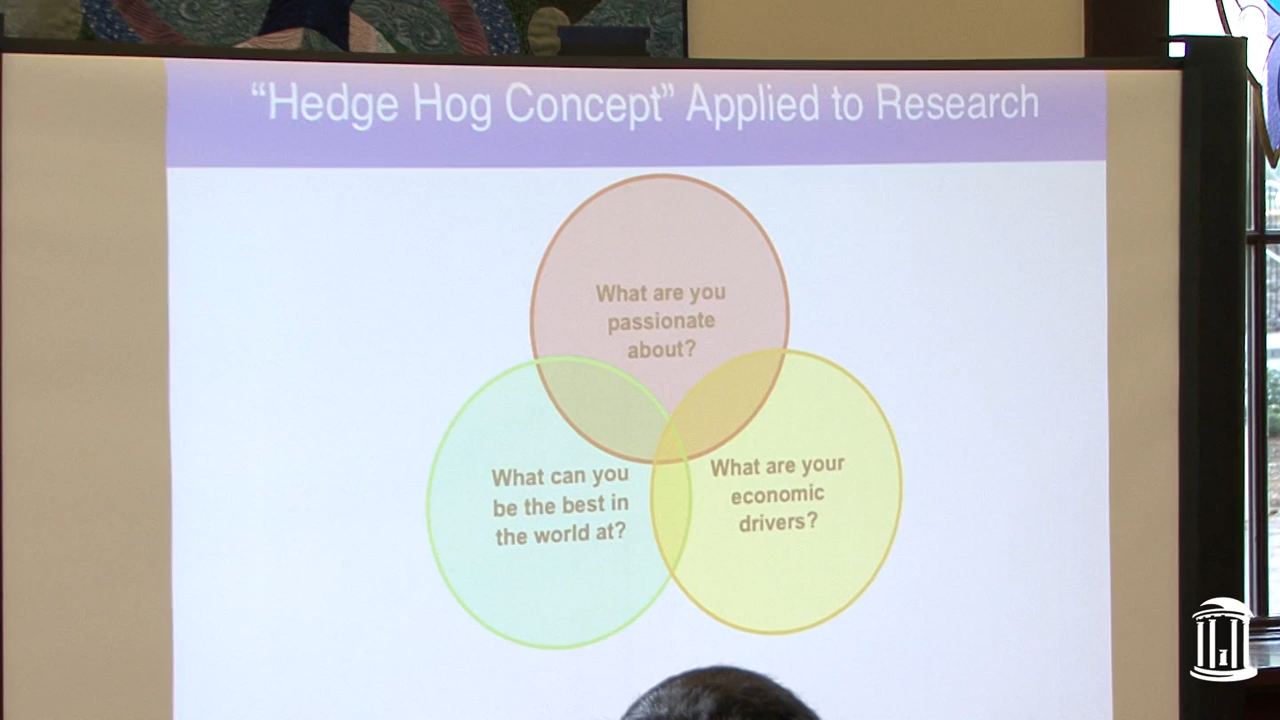 “Hedge Hog Concept” Applied to Research
What are you
passionate
about?
What can you
be the best in
the world at?
What are your
economic
drivers?